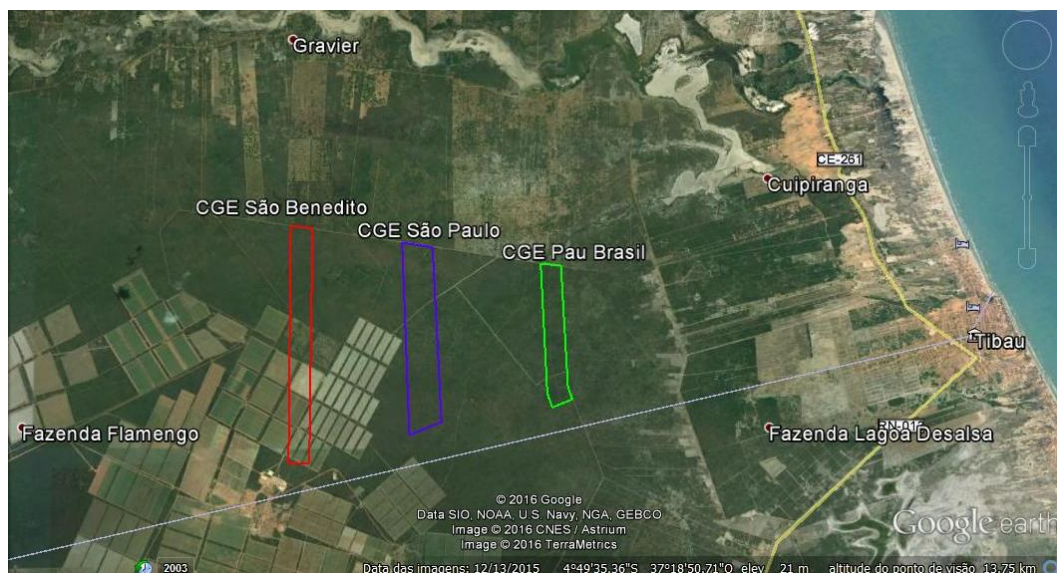 Gravier
CE-261
Cuipiranga
CGE São Benedito
CGE São Paulo
CGE Pau Brasil
Tibau
Fazenda Flamengo
Fazenda Lagoa Desalsa
© 2016 Google
Data SIO, NOAA, U.S. Navy, NGA, GEBCO
Image © 2016 CNES / Astrium
Image © 2016 TerraMetrics
Google earth
2003
Data das imagens: 12/13/2015 4°49'35.36"S 37°18'50.71"O elev 21 m altitude do ponto de visão 13.75 km